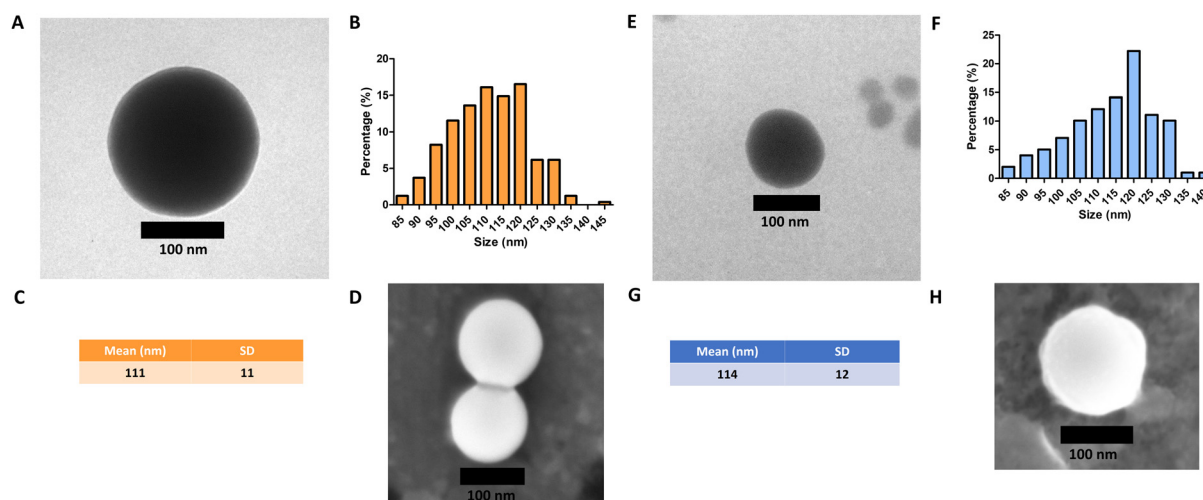 A
100 nm
B
Percentage (%)
20
15
10
5
0
85 90 95 100 105 110 115 120 125 130 135 140 145
Size (nm)
C
Mean (nm) SD
111 11
D
100 nm
E
100 nm
F
Percentage (%)
25
20
15
10
5
0
85 90 95 100 105 110 115 120 125 130 135
Size (nm)
G
Mean (nm) SD
114 12
H
100 nm